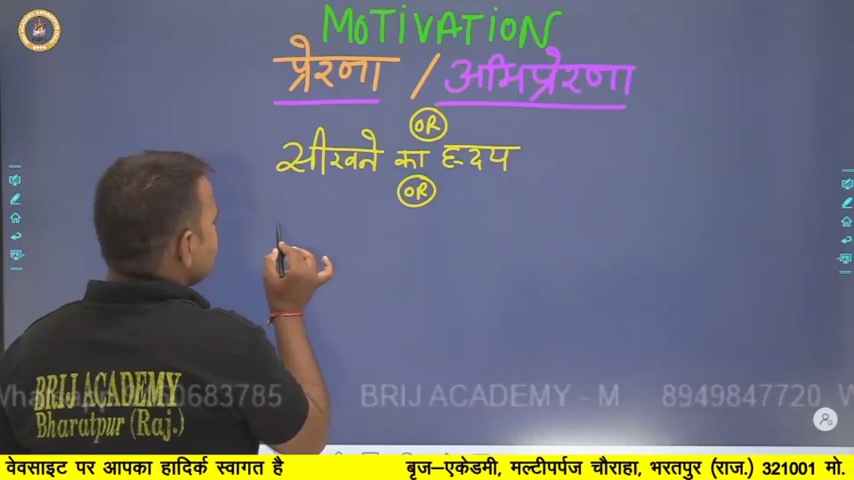 MOTIVATION
प्रेरणा / अभिप्रेरणा
OR
सीखने का हृदय
OR
BRIJ ACADEMY
Bharatpur (Raj.)
0683785 BRIJ ACADEMY - M 8949847720 W
वेवसाइट पर आपका हादिर्क स्वागत है बृज–एकेडमी, मल्टीपर्पज चौराहा, भरतपुर (राज.) 321001 मो.